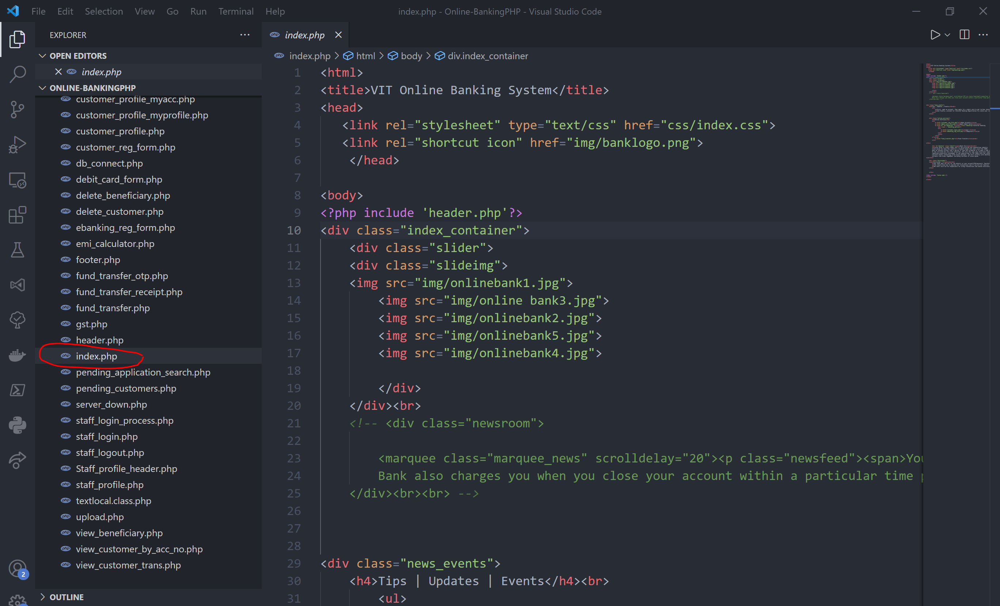 File Edit Selection View Go Run Terminal Help
index.php - Online-BankingPHP - Visual Studio Code
EXPLORER
OPEN EDITORS
index.php
ONLINE-BANKINGPHP
customer_profile_myacc.php
customer_profile_myprofile.php
customer_profile.php
customer_reg_form.php
db_connect.php
debit_card_form.php
delete_beneficiary.php
delete_customer.php
ebanking_reg_form.php
emi_calculator.php
footer.php
fund_transfer_otp.php
fund_transfer_receipt.php
fund_transfer.php
gst.php
header.php
index.php
pending_application_search.php
pending_customers.php
server_down.php
staff_login_process.php
staff_login.php
staff_logout.php
Staff_profile_header.php
staff_profile.php
textlocal.class.php
upload.php
view_beneficiary.php
view_customer_by_acc_no.php
view_customer_trans.php
OUTLINE
2
index.php
index.php > html > body > div.index_container
1 <html>
2 <title>VIT Online Banking System</title>
3 <head>
4 <link rel="stylesheet" type="text/css" href="css/index.css">
5 <link rel="shortcut icon" href="img/banklogo.png">
6 </head>
7
8 <body>
9 <?php include 'header.php'?>
10 <div class="index_container">
11 <div class="slider">
12 <div class="slideimg">
13 <img src="img/onlinebank1.jpg">
14 <img src="img/online bank3.jpg">
15 <img src="img/onlinebank2.jpg">
16 <img src="img/onlinebank5.jpg">
17 <img src="img/onlinebank4.jpg">
18
19 </div>
20 </div><br>
21 <!-- <div class="newsroom">
22
23 <marquee class="marquee_news" scrolldelay="20"><p class="newsfeed"><span>You
24 Bank also charges you when you close your account within a particular time
25 </div><br><br> -->
26
27
28
29 <div class="news_events">
30 <h4>Tips | Updates | Events</h4><br>
31 <ul>